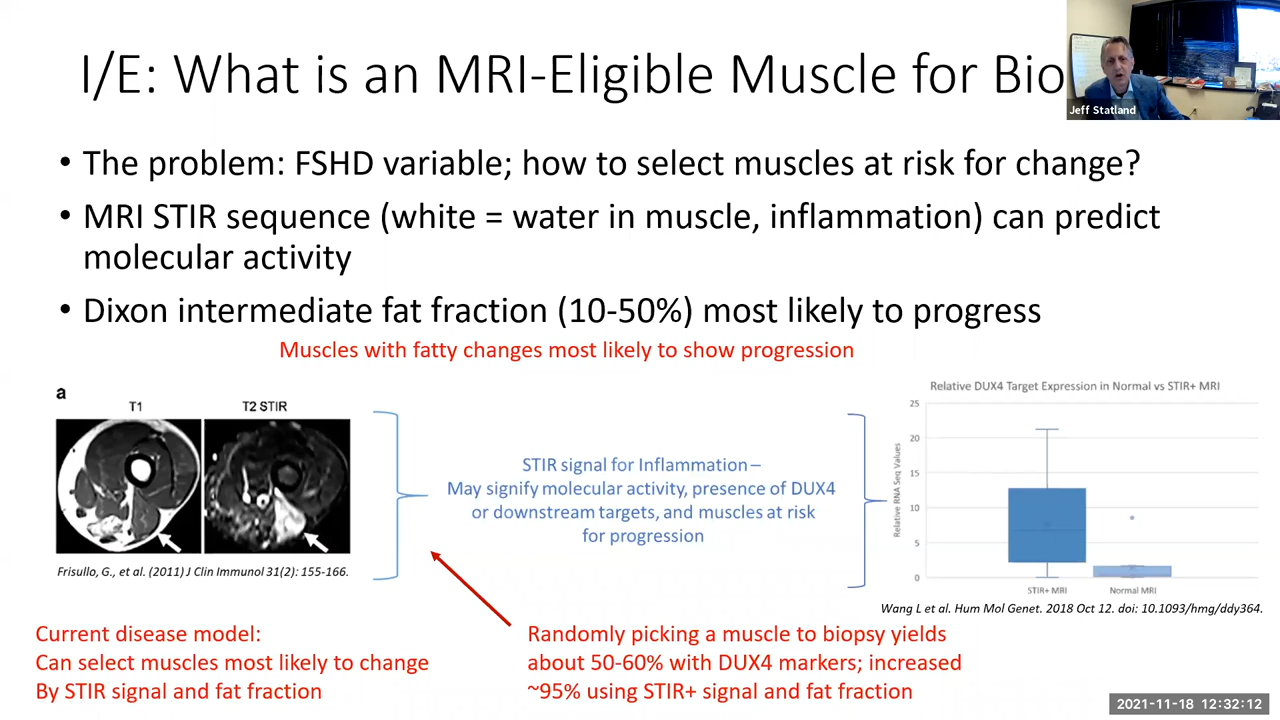 I/E: What is an MRI-Eligible Muscle for Bio
Jeff Statland
• The problem: FSHD variable; how to select muscles at risk for change?
• MRI STIR sequence (white = water in muscle, inflammation) can predict
molecular activity
• Dixon intermediate fat fraction (10-50%) most likely to progress
Muscles with fatty changes most likely to show progression
a
T1
T2 STIR
Frisullo, G., et al. (2011) J Clin Immunol 31(2): 155-166.
STIR signal for Inflammation –
May signify molecular activity, presence of DUX4
or downstream targets, and muscles at risk
for progression
Relative DUX4 Target Expression in Normal vs STIR+ MRI
Relative RNA Seq Values
25
20
15
10
5
0
STIR+ MRI
Normal MRI
Wang L et al. Hum Mol Genet. 2018 Oct 12. doi: 10.1093/hmg/ddy364.
Current disease model:
Can select muscles most likely to change
By STIR signal and fat fraction
Randomly picking a muscle to biopsy yields
about 50-60% with DUX4 markers; increased
~95% using STIR+ signal and fat fraction
2021-11-18 12:32:12